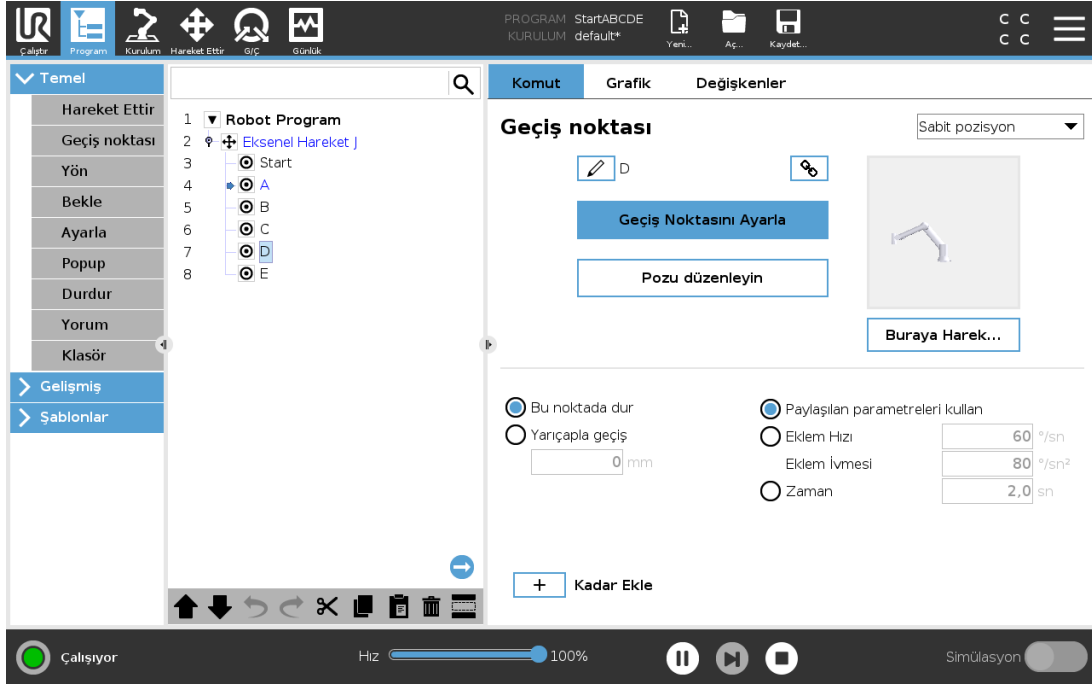 UR
PROGRAM StartABCDE
KURULUM default*
Çalıştır Program Kurulum Hareket Ettir G/Ç Günlük Yeni... Aç... Kaydet...
C C
C C
Temel
Hareket Ettir
Geçiş noktası
Yön
Bekle
Ayarla
Popup
Durdur
Yorum
Klasör
Gelişmiş
Şablonlar
1 Robot Program
2 Eksenel Hareket J
3 Start
4 A
5 B
6 C
7 D
8 E
Komut Grafik Değişkenler
Geçiş noktası
Sabit pozisyon
D
Geçiş Noktasını Ayarla
Pozu düzenleyin
Buraya Harek...
Bu noktada dur
Yarıçapla geçiş
0 mm
Paylaşılan parametreleri kullan
Eklem Hızı 60 °/sn
Eklem İvmesi 80 °/sn²
Zaman 2,0 sn
+ Kadar Ekle
Çalışıyor
Hız 100%
Simülasyon